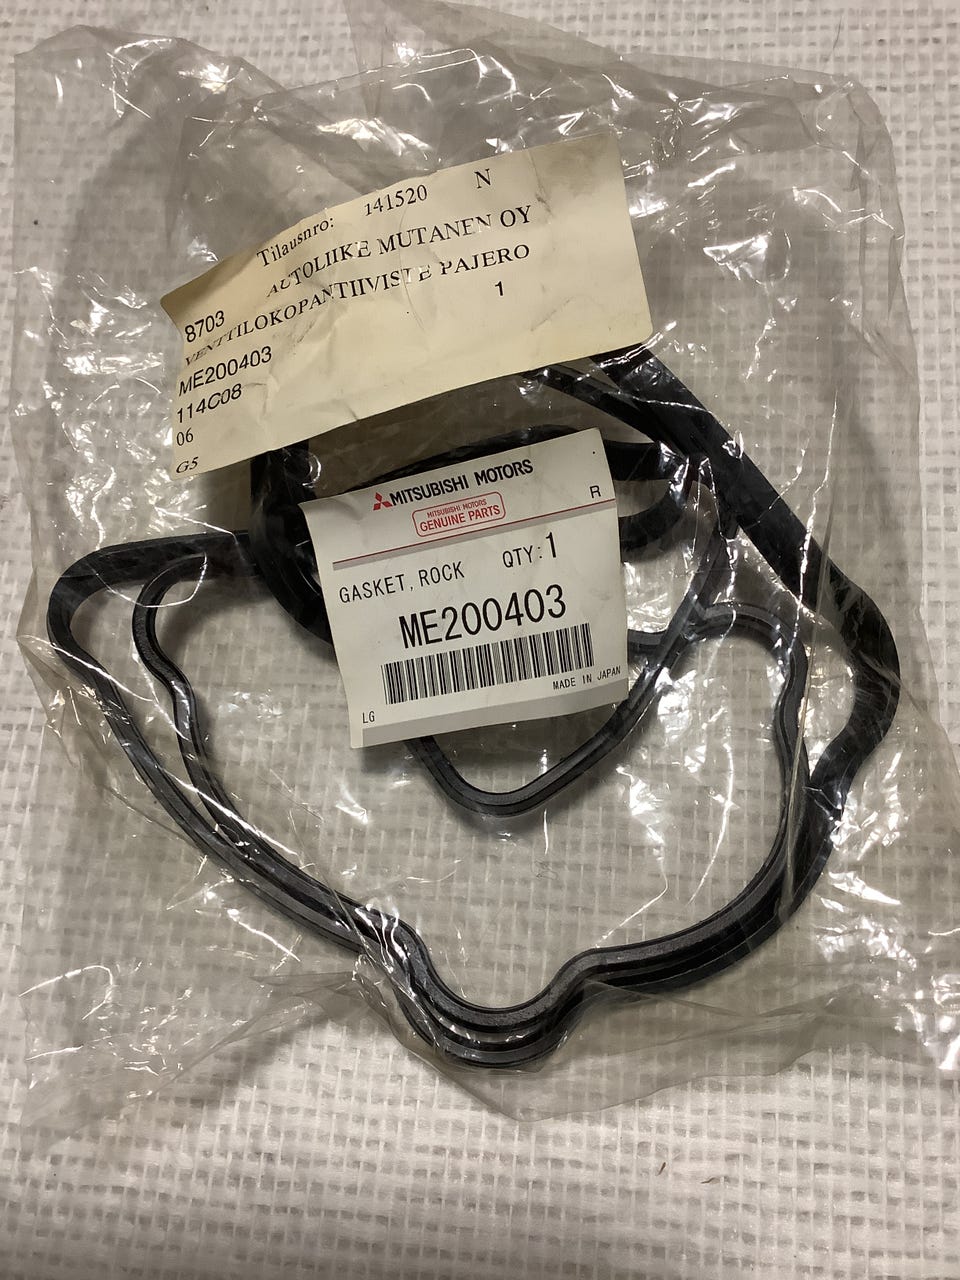 Tilausnro: 141520 N
AUTOLIIKE MUTANEN OY
8703
VENTTILOKOPANTIIVISTE PAJERO
ME200403 1
114C08
06
G5
MITSUBISHI MOTORS
MITSUBISHI MOTORS
GENUINE PARTS
R
GASKET,ROCK QTY:1
ME200403
MADE IN JAPAN
LG